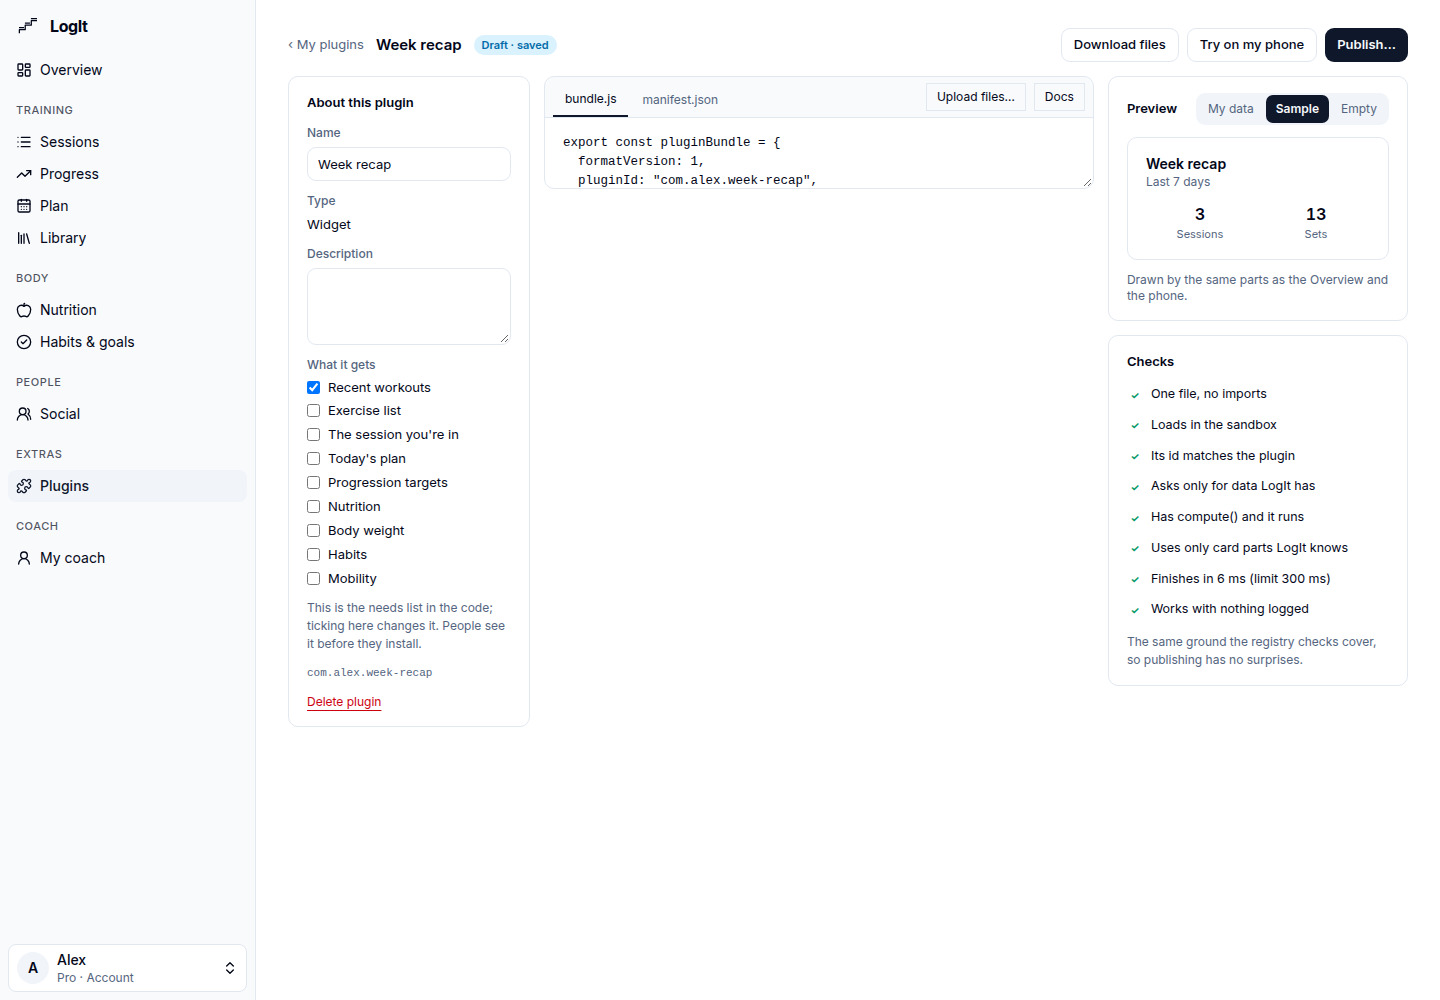 LogIt
Overview
TRAINING
Sessions
Progress
Plan
Library
BODY
Nutrition
Habits & goals
PEOPLE
Social
EXTRAS
Plugins
COACH
My coach
A
Alex
Pro · Account
‹ My plugins
Week recap
Draft · saved
Download files
Try on my phone
Publish...
About this plugin
Name
Week recap
Type
Widget
Description
What it gets
Recent workouts
Exercise list
The session you're in
Today's plan
Progression targets
Nutrition
Body weight
Habits
Mobility
This is the needs list in the code;
ticking here changes it. People see
it before they install.
com.alex.week-recap
Delete plugin
bundle.js
manifest.json
Upload files...
Docs
export const pluginBundle = {
formatVersion: 1,
pluginId: "com.alex.week-recap",
Preview
My data
Sample
Empty
Week recap
Last 7 days
3
Sessions
13
Sets
Drawn by the same parts as the Overview and
the phone.
Checks
One file, no imports
Loads in the sandbox
Its id matches the plugin
Asks only for data LogIt has
Has compute() and it runs
Uses only card parts LogIt knows
Finishes in 6 ms (limit 300 ms)
Works with nothing logged
The same ground the registry checks cover,
so publishing has no surprises.